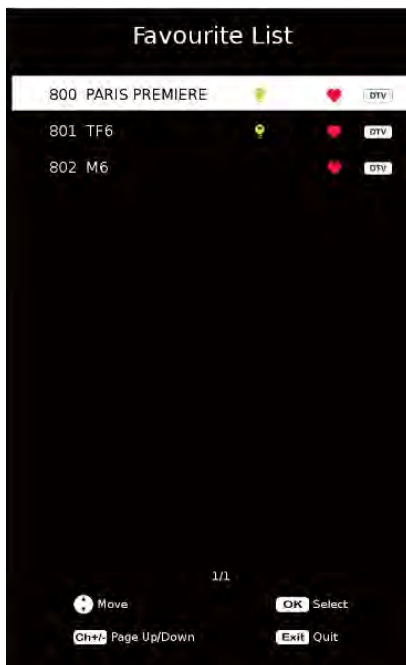 Favourite List
800 PARIS PREMIERE DTV
801 TF6 DTV
802 M6 DTV
1/1
Move OK Select
Ch+/- Page Up/Down Exit Quit